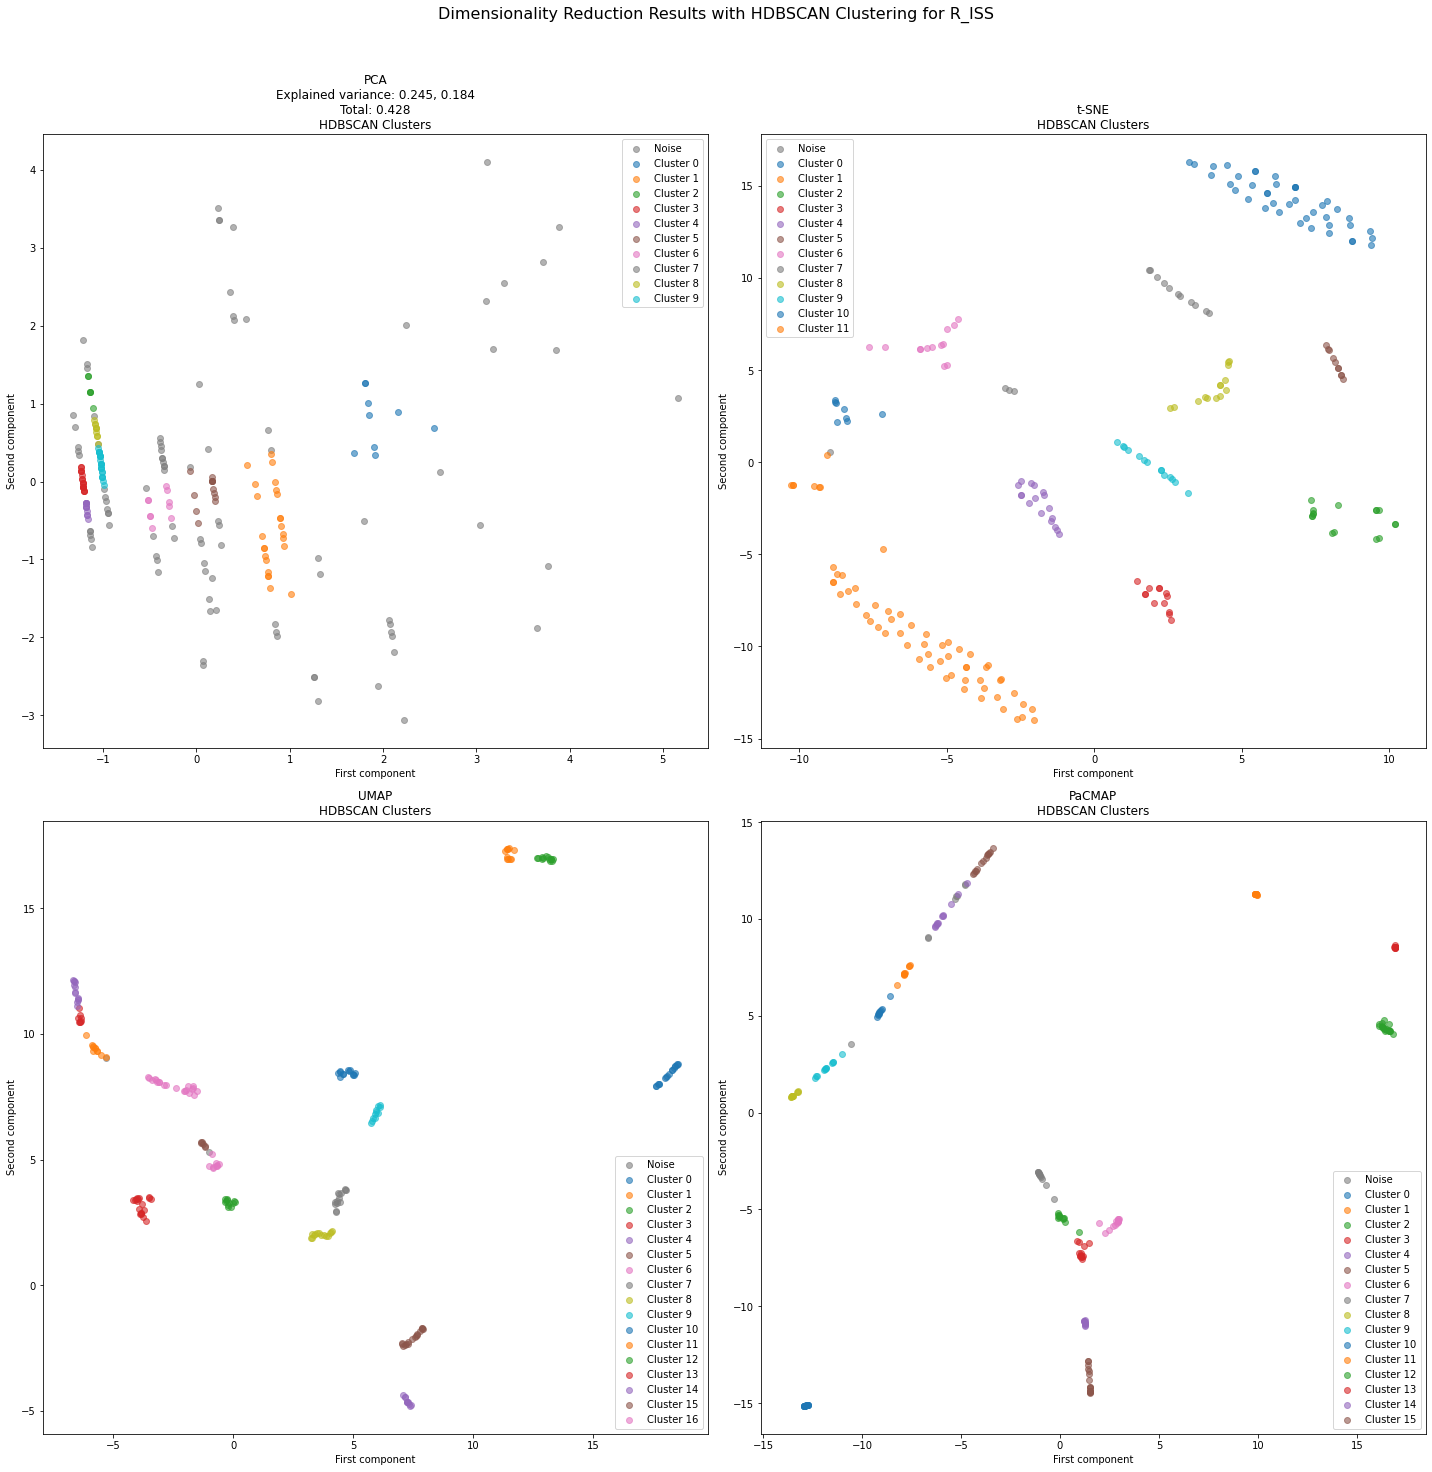 Dimensionality Reduction Results with HDBSCAN Clustering for R_ISS
PCA
Explained variance: 0.245, 0.184
Total: 0.428
HDBSCAN Clusters
Noise
Cluster 0
Cluster 1
Cluster 2
Cluster 3
Cluster 4
Cluster 5
Cluster 6
Cluster 7
Cluster 8
Cluster 9
4
3
2
1
0
−1
−2
−3
Second component
−1
0
1
2
3
4
5
First component
t-SNE
HDBSCAN Clusters
Noise
Cluster 0
Cluster 1
Cluster 2
Cluster 3
Cluster 4
Cluster 5
Cluster 6
Cluster 7
Cluster 8
Cluster 9
Cluster 10
Cluster 11
15
10
5
0
−5
−10
−15
Second component
−10
−5
0
5
10
First component
UMAP
HDBSCAN Clusters
15
10
5
0
−5
Second component
Noise
Cluster 0
Cluster 1
Cluster 2
Cluster 3
Cluster 4
Cluster 5
Cluster 6
Cluster 7
Cluster 8
Cluster 9
Cluster 10
Cluster 11
Cluster 12
Cluster 13
Cluster 14
Cluster 15
Cluster 16
−5
0
5
10
15
First component
PaCMAP
HDBSCAN Clusters
15
10
5
0
−5
−10
−15
Second component
Noise
Cluster 0
Cluster 1
Cluster 2
Cluster 3
Cluster 4
Cluster 5
Cluster 6
Cluster 7
Cluster 8
Cluster 9
Cluster 10
Cluster 11
Cluster 12
Cluster 13
Cluster 14
Cluster 15
−15
−10
−5
0
5
10
15
First component